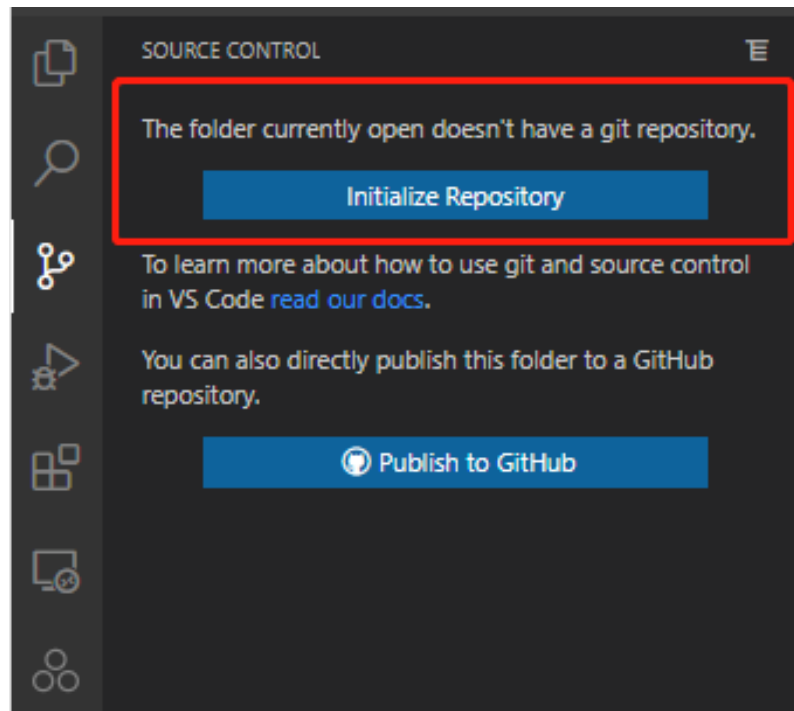 SOURCE CONTROL
The folder currently open doesn't have a git repository.
Initialize Repository
To learn more about how to use git and source control
in VS Code read our docs.
You can also directly publish this folder to a GitHub
repository.
Publish to GitHub